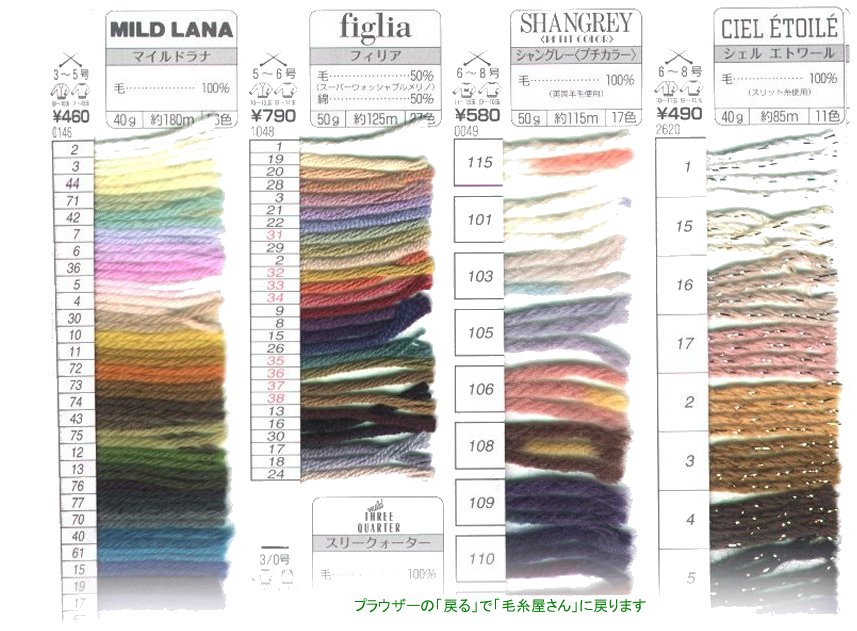 MILD LANA
マイルドラナ
3〜5号
毛 100%
¥460
40g 約180m
0146
2
3
44
71
42
7
6
36
5
4
30
10
11
72
73
74
43
75
12
13
76
77
70
40
61
15
19
17
figlia
フィリア
5〜6号
毛 50%
(スーパーウォッシャブルメリノ)
綿 50%
¥790
50g 約125m 27色
1048
1
19
20
28
3
21
22
31
29
2
32
33
34
9
8
15
26
35
36
37
38
13
16
30
17
18
24
mild
THREE
QUARTER
スリークォーター
3/0号
毛 100%
SHANGREY
〈PETIT COLOR〉
シャングレー〈プチカラー〉
6〜8号
毛 100%
(英国羊毛使用)
¥580
50g 約115m 17色
0049
115
101
103
105
106
108
109
110
CIEL ÉTOILÉ
シェル エトワール
6〜8号
毛 100%
(スリット糸使用)
¥490
40g 約85m 11色
2620
1
15
16
17
2
3
4
5
ブラウザーの「戻る」で「毛糸屋さん」に戻ります